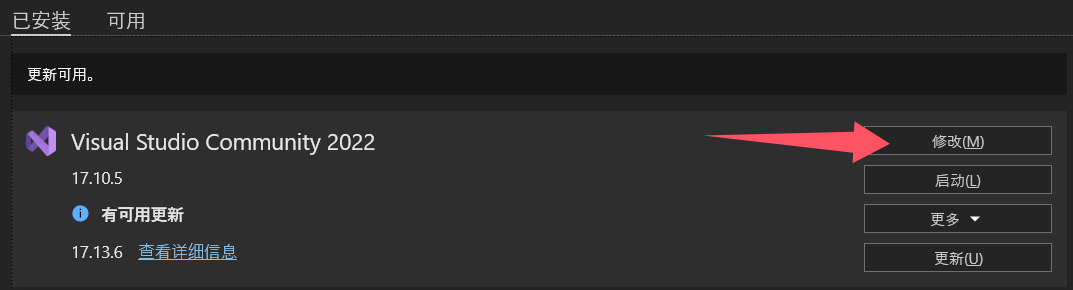 已安装 可用
更新可用。
Visual Studio Community 2022 修改(M)
17.10.5 启动(L)
有可用更新 更多
17.13.6 查看详细信息 更新(U)